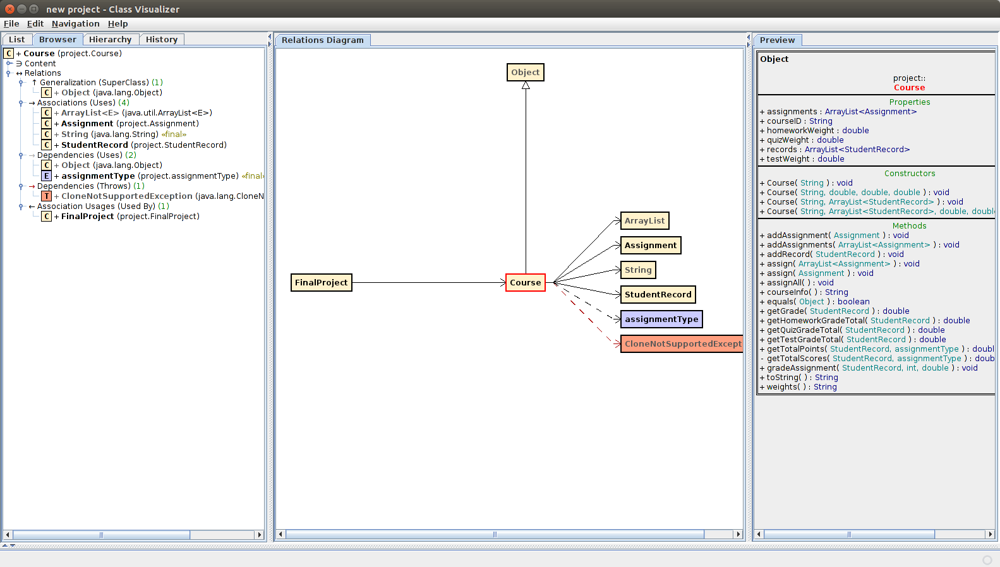 new project - Class Visualizer
File Edit Navigation Help
List Browser Hierarchy History
C + Course (project.Course)
∋ Content
↔ Relations
↑ Generalization (SuperClass) (1)
C + Object (java.lang.Object)
→ Associations (Uses) (4)
C + ArrayList<E> (java.util.ArrayList<E>)
C + Assignment (project.Assignment)
C + String (java.lang.String) «final»
C + StudentRecord (project.StudentRecord)
→ Dependencies (Uses) (2)
C + Object (java.lang.Object)
E + assignmentType (project.assignmentType) «final»
→ Dependencies (Throws) (1)
T + CloneNotSupportedException (java.lang.CloneN
← Association Usages (Used By) (1)
C + FinalProject (project.FinalProject)
Relations Diagram
Object
ArrayList
Assignment
String
FinalProject
Course
StudentRecord
assignmentType
CloneNotSupportedExcept
Preview
Object
project::
Course
Properties
+ assignments : ArrayList<Assignment>
+ courseID : String
+ homeworkWeight : double
+ quizWeight : double
+ records : ArrayList<StudentRecord>
+ testWeight : double
Constructors
+ Course( String ) : void
+ Course( String, double, double, double ) : void
+ Course( String, ArrayList<StudentRecord> ) : void
+ Course( String, ArrayList<StudentRecord>, double, doubl
Methods
+ addAssignment( Assignment ) : void
+ addAssignments( ArrayList<Assignment> ) : void
+ addRecord( StudentRecord ) : void
+ assign( ArrayList<Assignment> ) : void
+ assign( Assignment ) : void
+ assignAll( ) : void
+ courseInfo( ) : String
+ equals( Object ) : boolean
+ getGrade( StudentRecord ) : double
+ getHomeworkGradeTotal( StudentRecord ) : double
+ getQuizGradeTotal( StudentRecord ) : double
+ getTestGradeTotal( StudentRecord ) : double
+ getTotalPoints( StudentRecord, assignmentType ) : doubl
- getTotalScores( StudentRecord, assignmentType ) : doub
+ gradeAssignment( StudentRecord, int, double ) : void
+ toString( ) : String
+ weights( ) : String